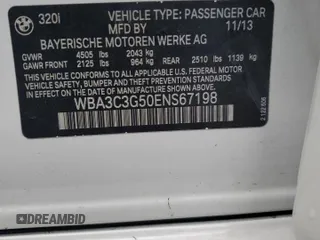 320i VEHICLE TYPE: PASSENGER CAR
MFD BY 11/13
BAYERISCHE MOTOREN WERKE AG
GVWR 4505 lbs 2043 kg
GAWR FRONT 2125 lbs 964 kg REAR 2510 lbs 1139 kg
THIS VEHICLE CONFORMS TO ALL APPLICABLE U.S.
FEDERAL MOTOR VEHICLE SAFETY,
BUMPER AND THEFT PREVENTION STANDARDS IN
EFFECT ON THE DATE OF MANUFACTURE SHOWN ABOVE.
WBA3C3G50ENS67198
DREAMBID